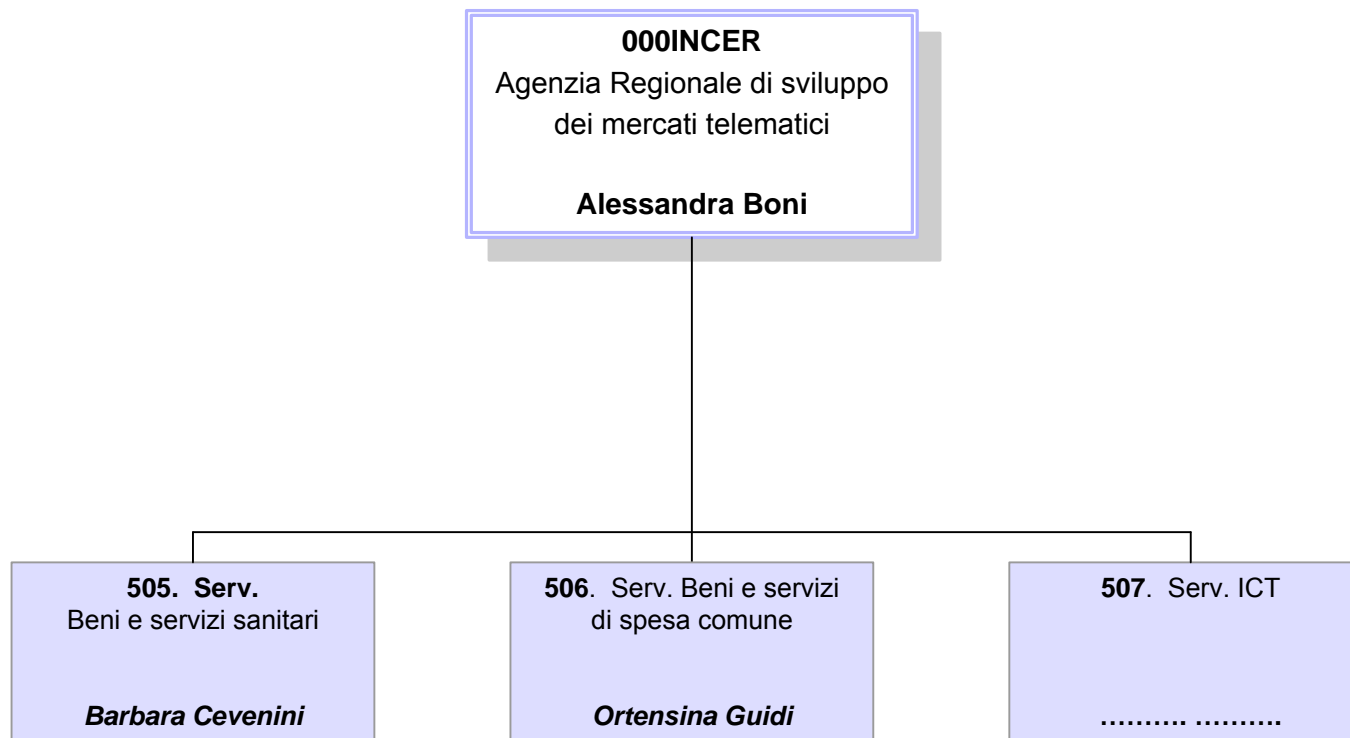 000INCER
Agenzia Regionale di sviluppo
dei mercati telematici
Alessandra Boni
505. Serv.
Beni e servizi sanitari
Barbara Cevenini
506. Serv. Beni e servizi
di spesa comune
Ortensina Guidi
507. Serv. ICT
………. ……….